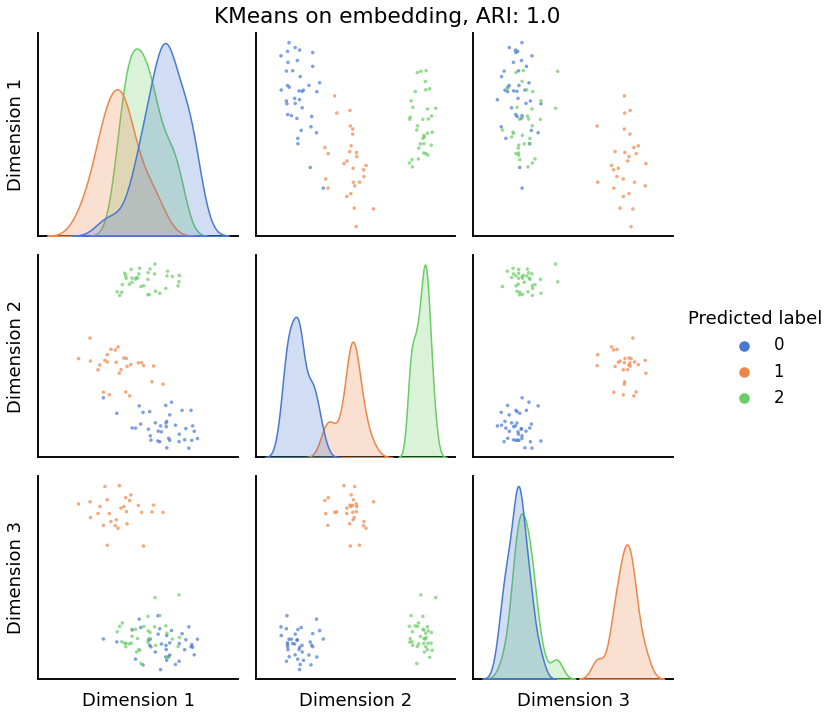 KMeans on embedding, ARI: 1.0
Dimension 1
Dimension 2
Dimension 3
Predicted label
0
1
2
Dimension 1
Dimension 2
Dimension 3